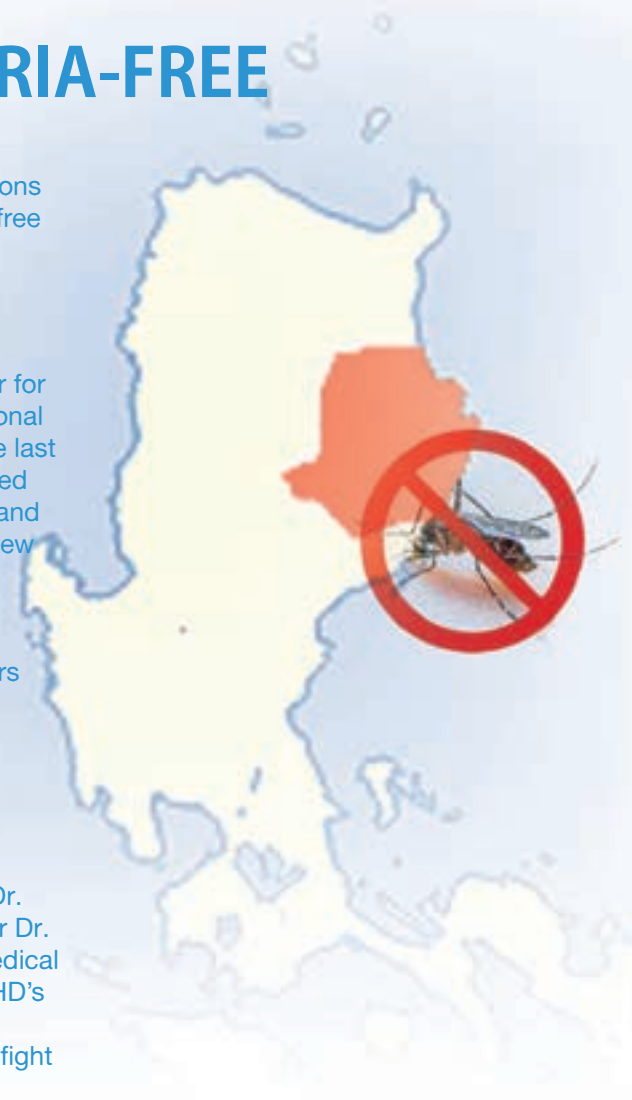 RIA-FREE
ons
free
r for
onal
e last
ed
and
ew
rs
Dr.
r Dr.
edical
HD's
fight